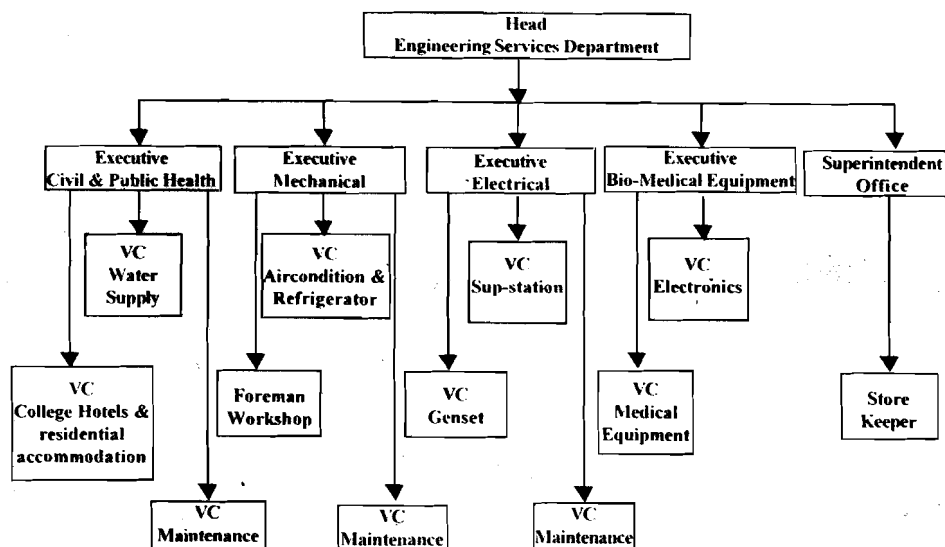 Head
Engineering Services Department
Executive
Civil & Public Health
Executive
Mechanical
Executive
Electrical
Executive
Bio-Medical Equipment
Superintendent
Office
VC
Water
Supply
VC
Aircondition &
Refrigerator
VC
Sup-station
VC
Electronics
VC
College Hotels &
residential
accommodation
Foreman
Workshop
VC
Genset
VC
Medical
Equipment
Store
Keeper
VC
Maintenance
VC
Maintenance
VC
Maintenance